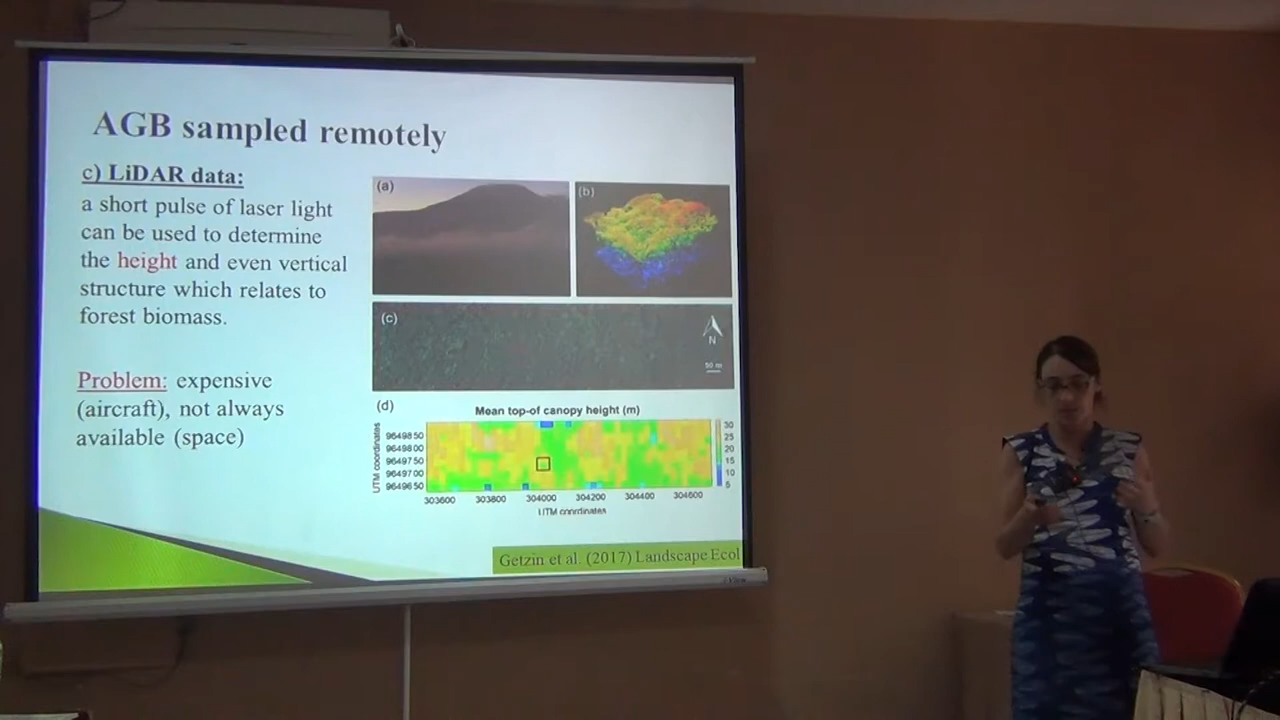 AGB sampled remotely
c) LiDAR data:
a short pulse of laser light
can be used to determine
the height and even vertical
structure which relates to
forest biomass.
Problem: expensive
(aircraft), not always
available (space)
(a)
(b)
(c)
N
50 m
(d)
Mean top-of canopy height (m)
UTM coordinates
9649850
9649800
9649750
9649700
9649650
30
25
20
15
10
5
303600 303800 304000 304200 304400 304600
UTM coordinates
Getzin et al. (2017) Landscape Ecol